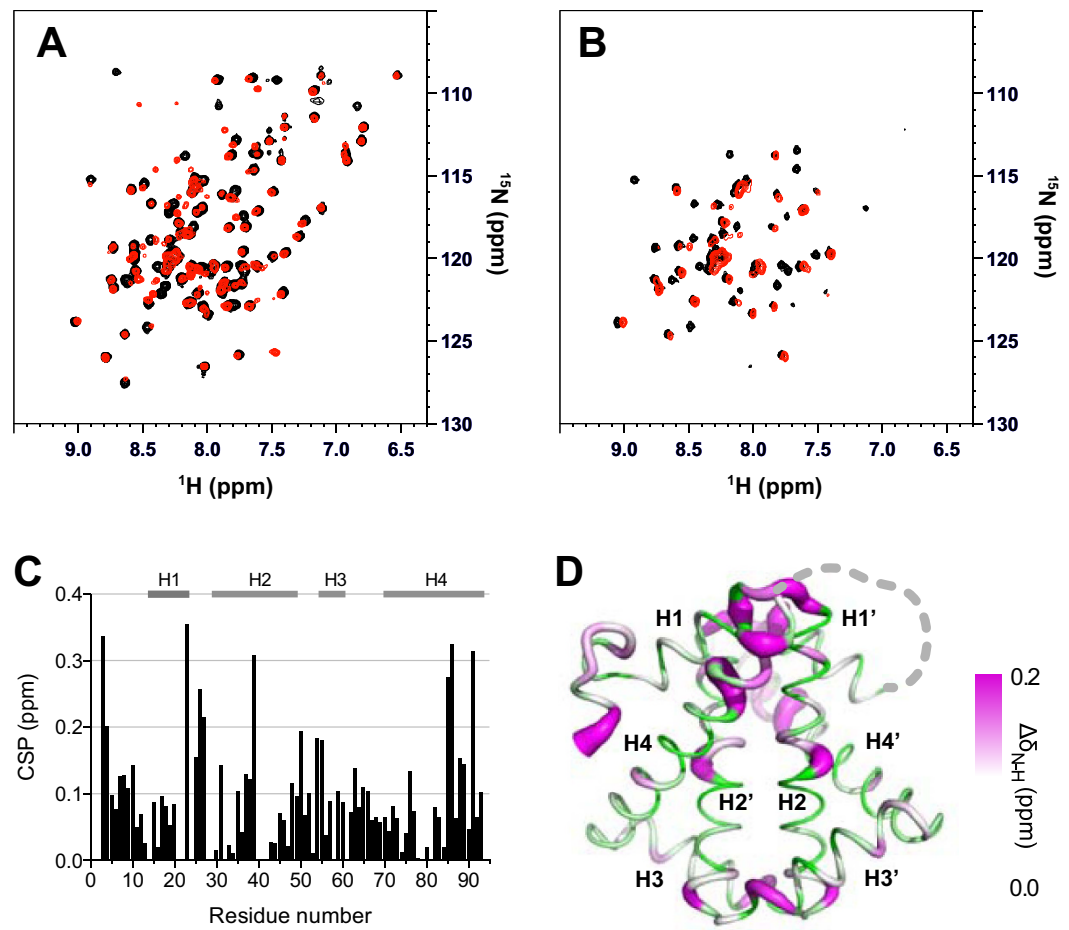 A
110
115
120
125
130
15N (ppm)
9.0 8.5 8.0 7.5 7.0 6.5
1H (ppm)
B
110
115
120
125
130
15N (ppm)
9.0 8.5 8.0 7.5 7.0 6.5
1H (ppm)
C
H1 H2 H3 H4
0.4
0.3
0.2
0.1
0.0
CSP (ppm)
0 10 20 30 40 50 60 70 80 90
Residue number
D
H1 H1’
H4 H4’
H2’ H2
H3 H3’
0.2
ΔδN-H (ppm)
0.0